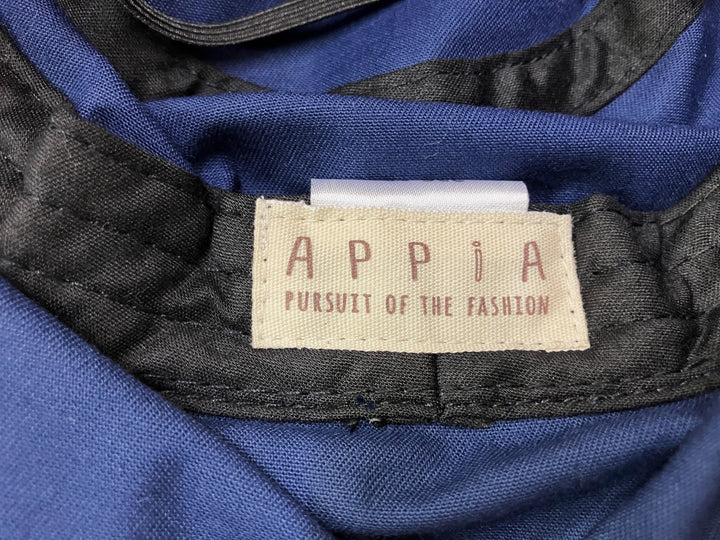 APPiA
PURSUIT OF THE FASHION